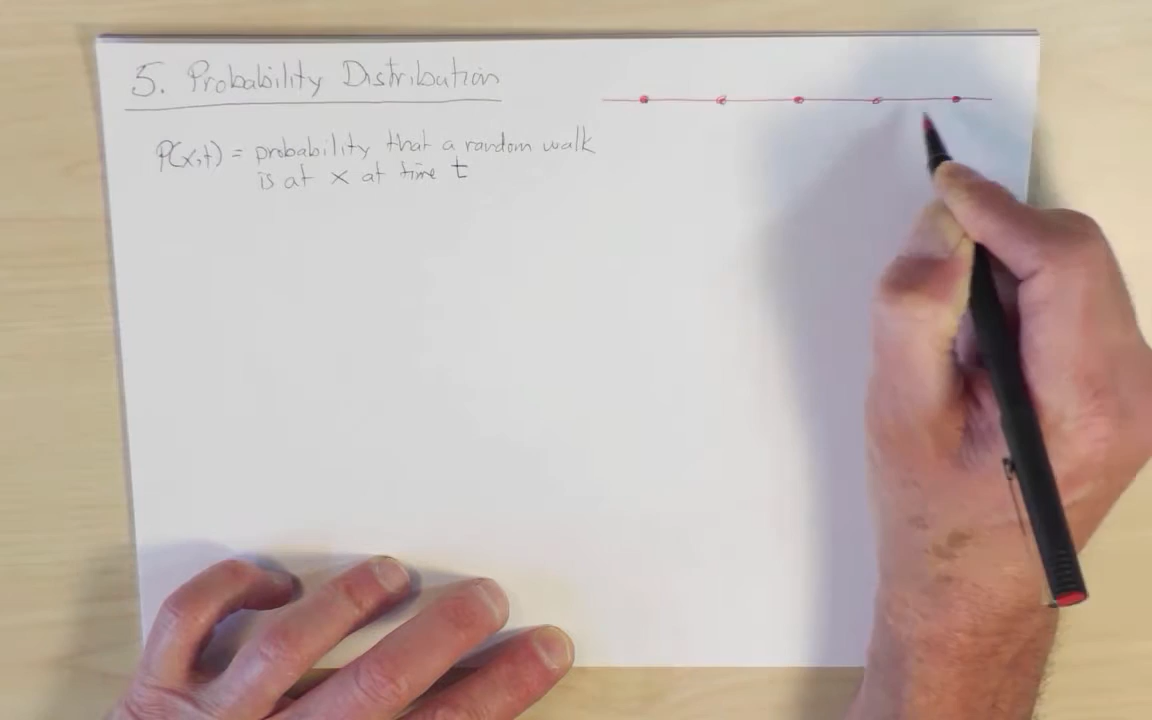 5. Probability Distribution
P(x,t) = probability that a random walk
is at x at time t